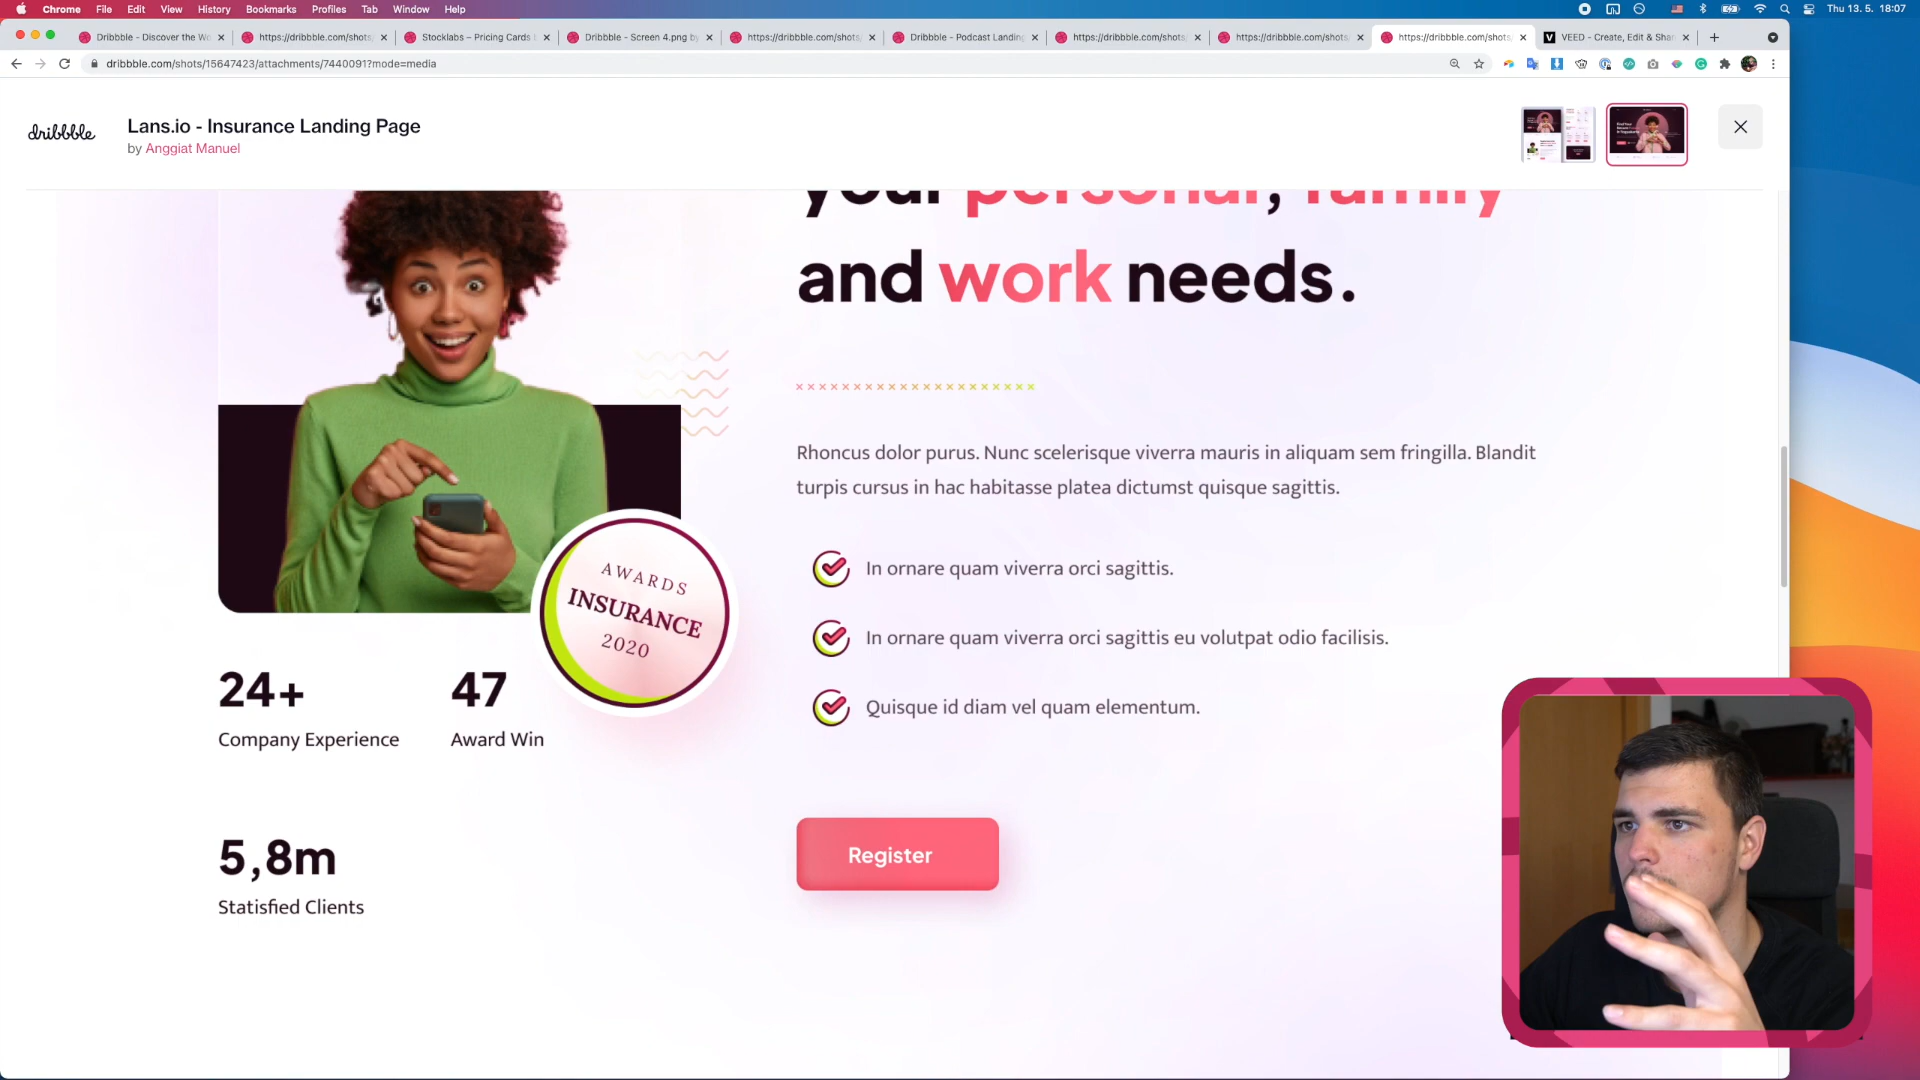 Chrome File Edit View History Bookmarks Profiles Tab Window Help
Thu 13. 5. 18:07
Dribbble - Discover the Wo
https://dribbble.com/shots
Stocklabs – Pricing Cards
Dribbble - Screen 4.png by
https://dribbble.com/shots
Dribbble - Podcast Landing
https://dribbble.com/shots
https://dribbble.com/shots
https://dribbble.com/shots
VEED - Create, Edit & Shar
dribbble.com/shots/15647423/attachments/7440091?mode=media
dribbble
Lans.io - Insurance Landing Page
by Anggiat Manuel
your personal, family
and work needs.
Rhoncus dolor purus. Nunc scelerisque viverra mauris in aliquam sem fringilla. Blandit
turpis cursus in hac habitasse platea dictumst quisque sagittis.
In ornare quam viverra orci sagittis.
In ornare quam viverra orci sagittis eu volutpat odio facilisis.
Quisque id diam vel quam elementum.
Register
AWARDS
INSURANCE
2020
24+
Company Experience
47
Award Win
5,8m
Statisfied Clients